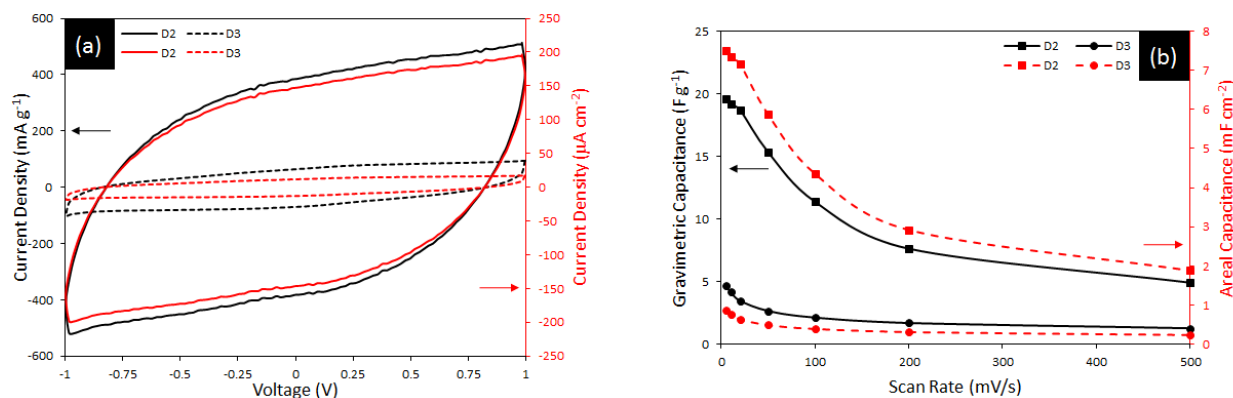 (a)
D2 D3
D2 D3
Current Density (mA g-1)
600
400
200
0
-200
-400
-600
-1 -0.75 -0.5 -0.25 0 0.25 0.5 0.75 1
Voltage (V)
250
200
150
100
50
0
-50
-100
-150
-200
-250
Current Density (µA cm-2)
(b)
D2 D3
D2 D3
Gravimetric Capacitance (F g-1)
25
20
15
10
5
0
0 100 200 300 400 500
Scan Rate (mV/s)
8
7
6
5
4
3
2
1
0
Areal Capacitance (mF cm-2)